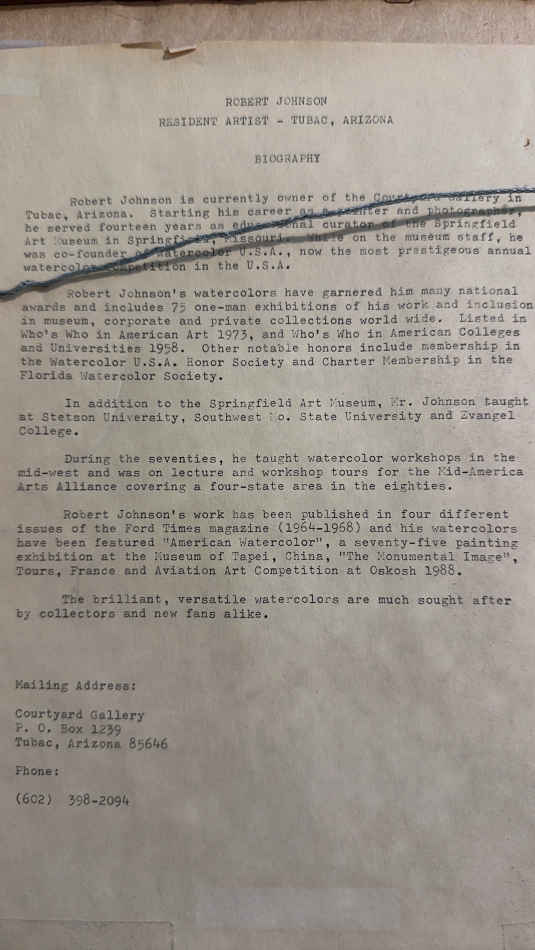 ROBERT JOHNSON
RESIDENT ARTIST - TUBAC, ARIZONA
BIOGRAPHY
Robert Johnson is currently owner of the Courtyard Gallery in
Tubac, Arizona. Starting his career as a painter and photographer,
he served fourteen years as educational curator of the Springfield
Art Museum in Springfield, Missouri. While on the museum staff, he
was co-founder of Watercolor U.S.A., now the most prestigeous annual
watercolor competition in the U.S.A.
Robert Johnson's watercolors have garnered him many national
awards and includes 75 one-man exhibitions of his work and inclusion
in museum, corporate and private collections world wide. Listed in
Who's Who in American Art 1973, and Who's Who in American Colleges
and Universities 1958. Other notable honors include membership in
the Watercolor U.S.A. Honor Society and Charter Membership in the
Florida Watercolor Society.
In addition to the Springfield Art Museum, Mr. Johnson taught
at Stetson University, Southwest Mo. State University and Evangel
College.
During the seventies, he taught watercolor workshops in the
mid-west and was on lecture and workshop tours for the Mid-America
Arts Alliance covering a four-state area in the eighties.
Robert Johnson's work has been published in four different
issues of the Ford Times magazine (1964-1968) and his watercolors
have been festured "American Watercolor", a seventy-five painting
exhibition at the Museum of Tapei, China, "The Monumental Image",
Tours, France and Aviation Art Competition at Oskosh 1988.
The brilliant, versatile watercolors are much sought after
by collectors and new fans alike.
Mailing Address:
Courtyard Gallery
P. O. Box 1239
Tubac, Arizona 85646
Phone:
(602) 398-2094